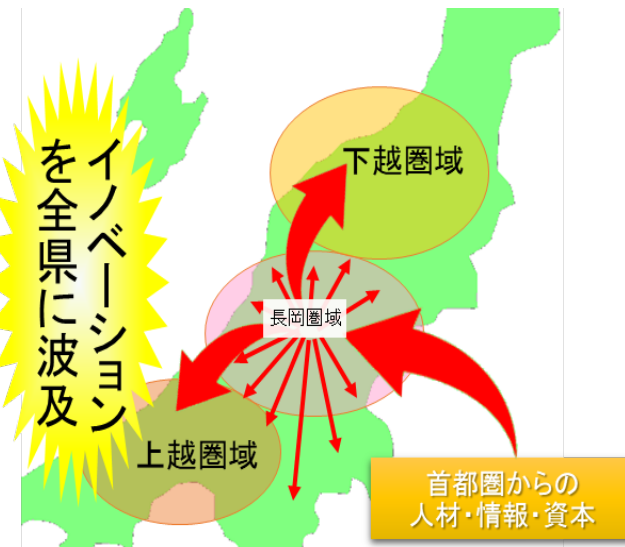 イノベーション
を全県に波及
下越圏域
長岡圏域
上越圏域
首都圏からの
人材・情報・資本